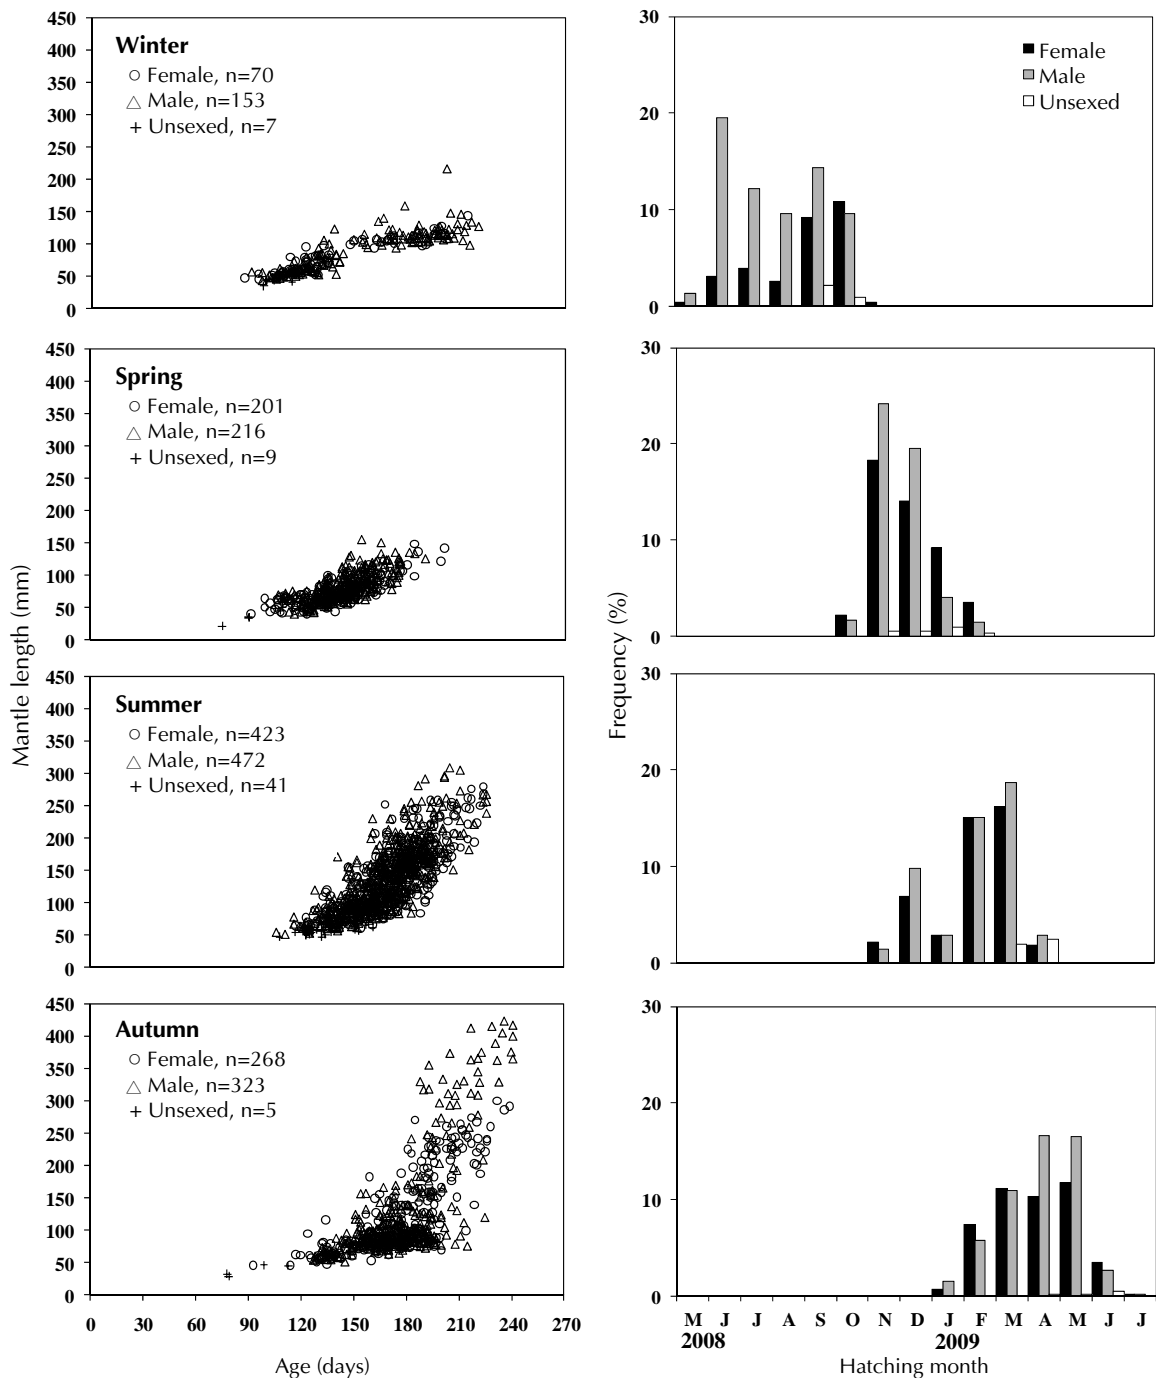 450
400
350
300
250
200
150
100
50
0
Winter
Female, n=70
Male, n=153
+ Unsexed, n=7
30
20
10
0
Female
Male
Unsexed
450
400
350
300
250
200
150
100
50
0
Spring
Female, n=201
Male, n=216
+ Unsexed, n=9
30
20
10
0
Mantle length (mm)
Frequency (%)
450
400
350
300
250
200
150
100
50
0
Summer
Female, n=423
Male, n=472
+ Unsexed, n=41
30
20
10
0
450
400
350
300
250
200
150
100
50
0
Autumn
Female, n=268
Male, n=323
+ Unsexed, n=5
30
20
10
0
0 30 60 90 120 150 180 210 240 270
Age (days)
M J J A S O N D J F M A M J J
2008 2009
Hatching month